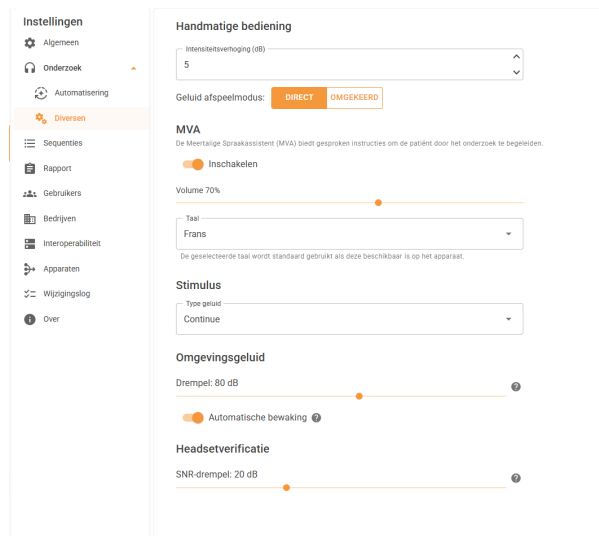 Instellingen
Algemeen
Onderzoek
Automatisering
Diversen
Sequenties
Rapport
Gebruikers
Bedrijven
Interoperabiliteit
Apparaten
Wijzigingslog
Over
Handmatige bediening
Intensiteitsverhoging (dB)
5
Geluid afspeelmodus: DIRECT OMGEKEERD
MVA
De Meertalige Spraakassistent (MVA) biedt gesproken instructies om de patiënt door het onderzoek te begeleiden.
Inschakelen
Volume 70%
Taal
Frans
De geselecteerde taal wordt standaard gebruikt als deze beschikbaar is op het apparaat.
Stimulus
Type geluid
Continue
Omgevingsgeluid
Drempel: 80 dB
Automatische bewaking
Headsetverificatie
SNR-drempel: 20 dB